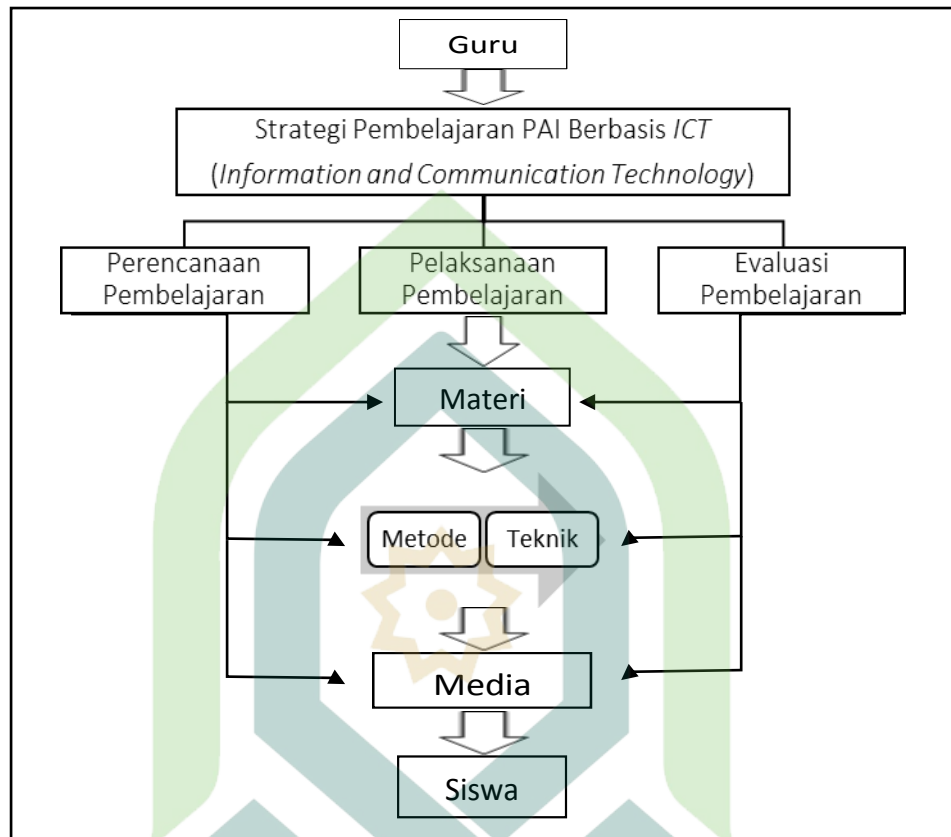 Guru
Strategi Pembelajaran PAI Berbasis ICT
(Information and Communication Technology)
Perencanaan
Pembelajaran
Pelaksanaan
Pembelajaran
Evaluasi
Pembelajaran
Materi
Metode
Teknik
Media
Siswa